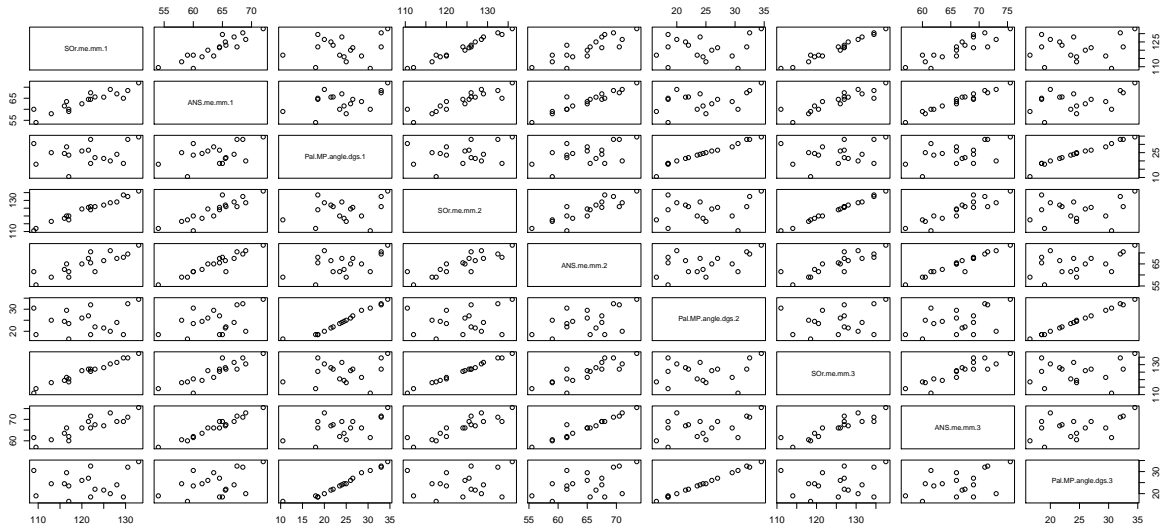 55 60 65 70 110 120 130 20 25 30 35 60 65 70 75
SOr.me.mm.1
110 125
55 65
ANS.me.mm.1
Pal.MP.angle.dgs.1
10 25
110 130
SOr.me.mm.2
ANS.me.mm.2
55 65
20 30
Pal.MP.angle.dgs.2
SOr.me.mm.3
110 130
60 70
ANS.me.mm.3
Pal.MP.angle.dgs.3
20 30
110 120 130 10 15 20 25 30 35 55 60 65 70 110 120 130 20 25 30 35